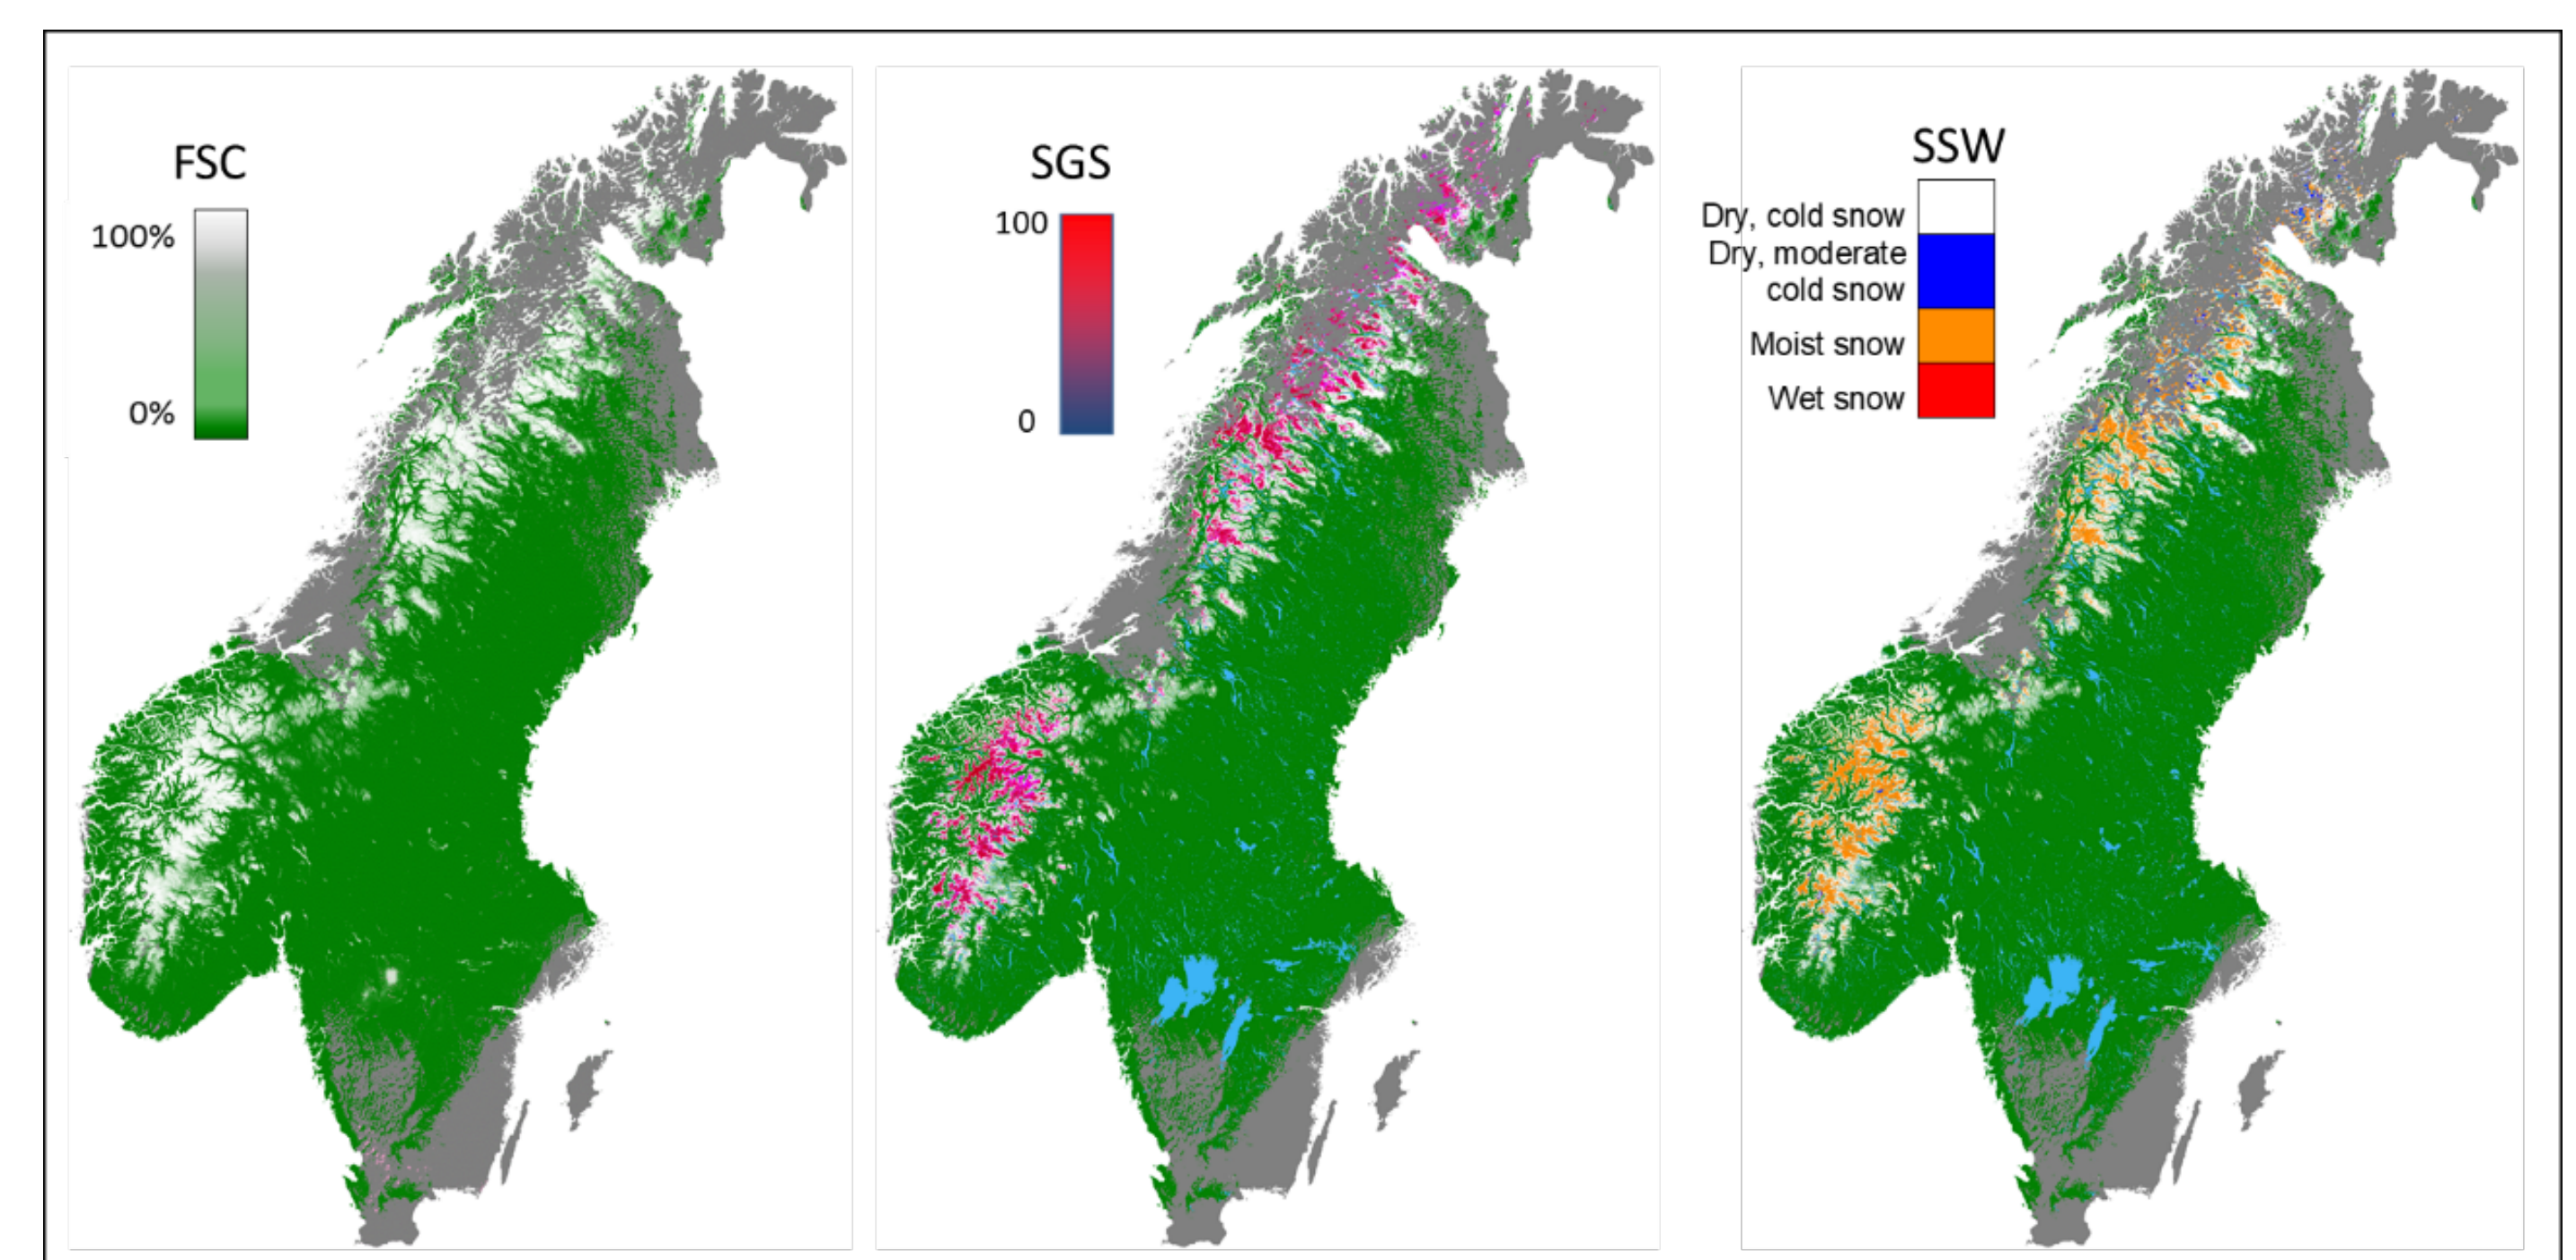 FSC
100%
0%
SGS
100
0
SSW
Dry, cold snow
Dry, moderate
cold snow
Moist snow
Wet snow